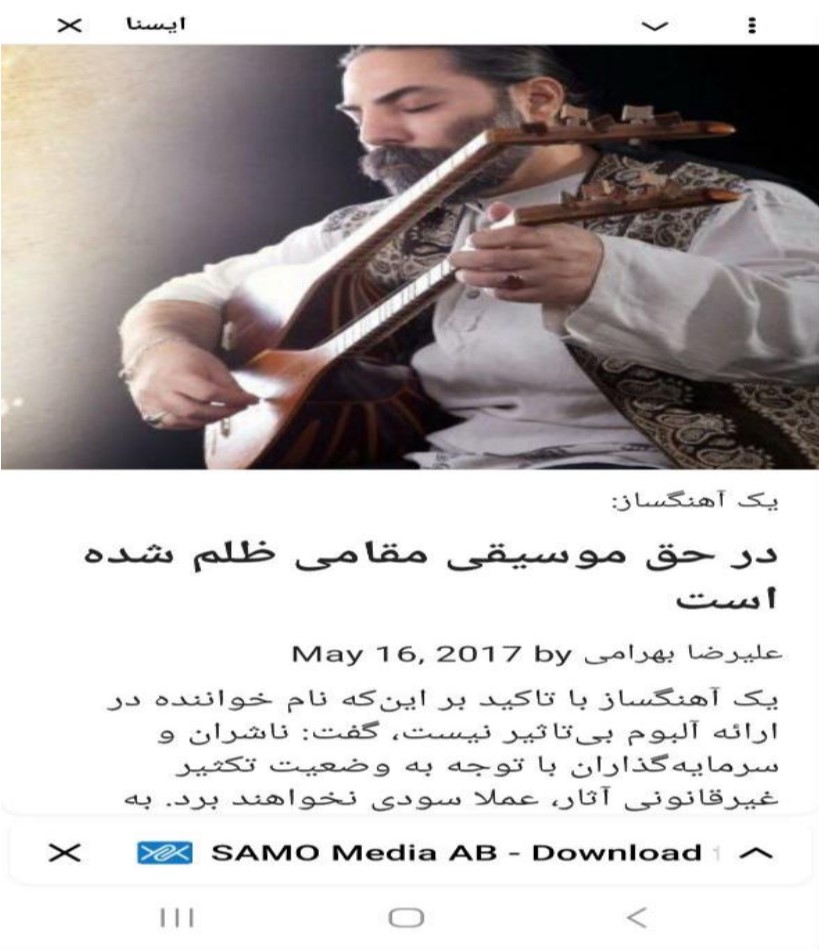 ایسنا
یک آهنگساز:
در حق موسیقی مقامی ظلم شده
است
علیرضا بهرامی May 16, 2017 by
یک آهنگساز با تاکید بر این‌که نام خواننده در
ارائه آلبوم بی‌تاثیر نیست، گفت: ناشران و
سرمایه‌گذاران با توجه به وضعیت تکثیر
غیرقانونی آثار، عملا سودی نخواهند برد. به
SAMO Media AB - Download